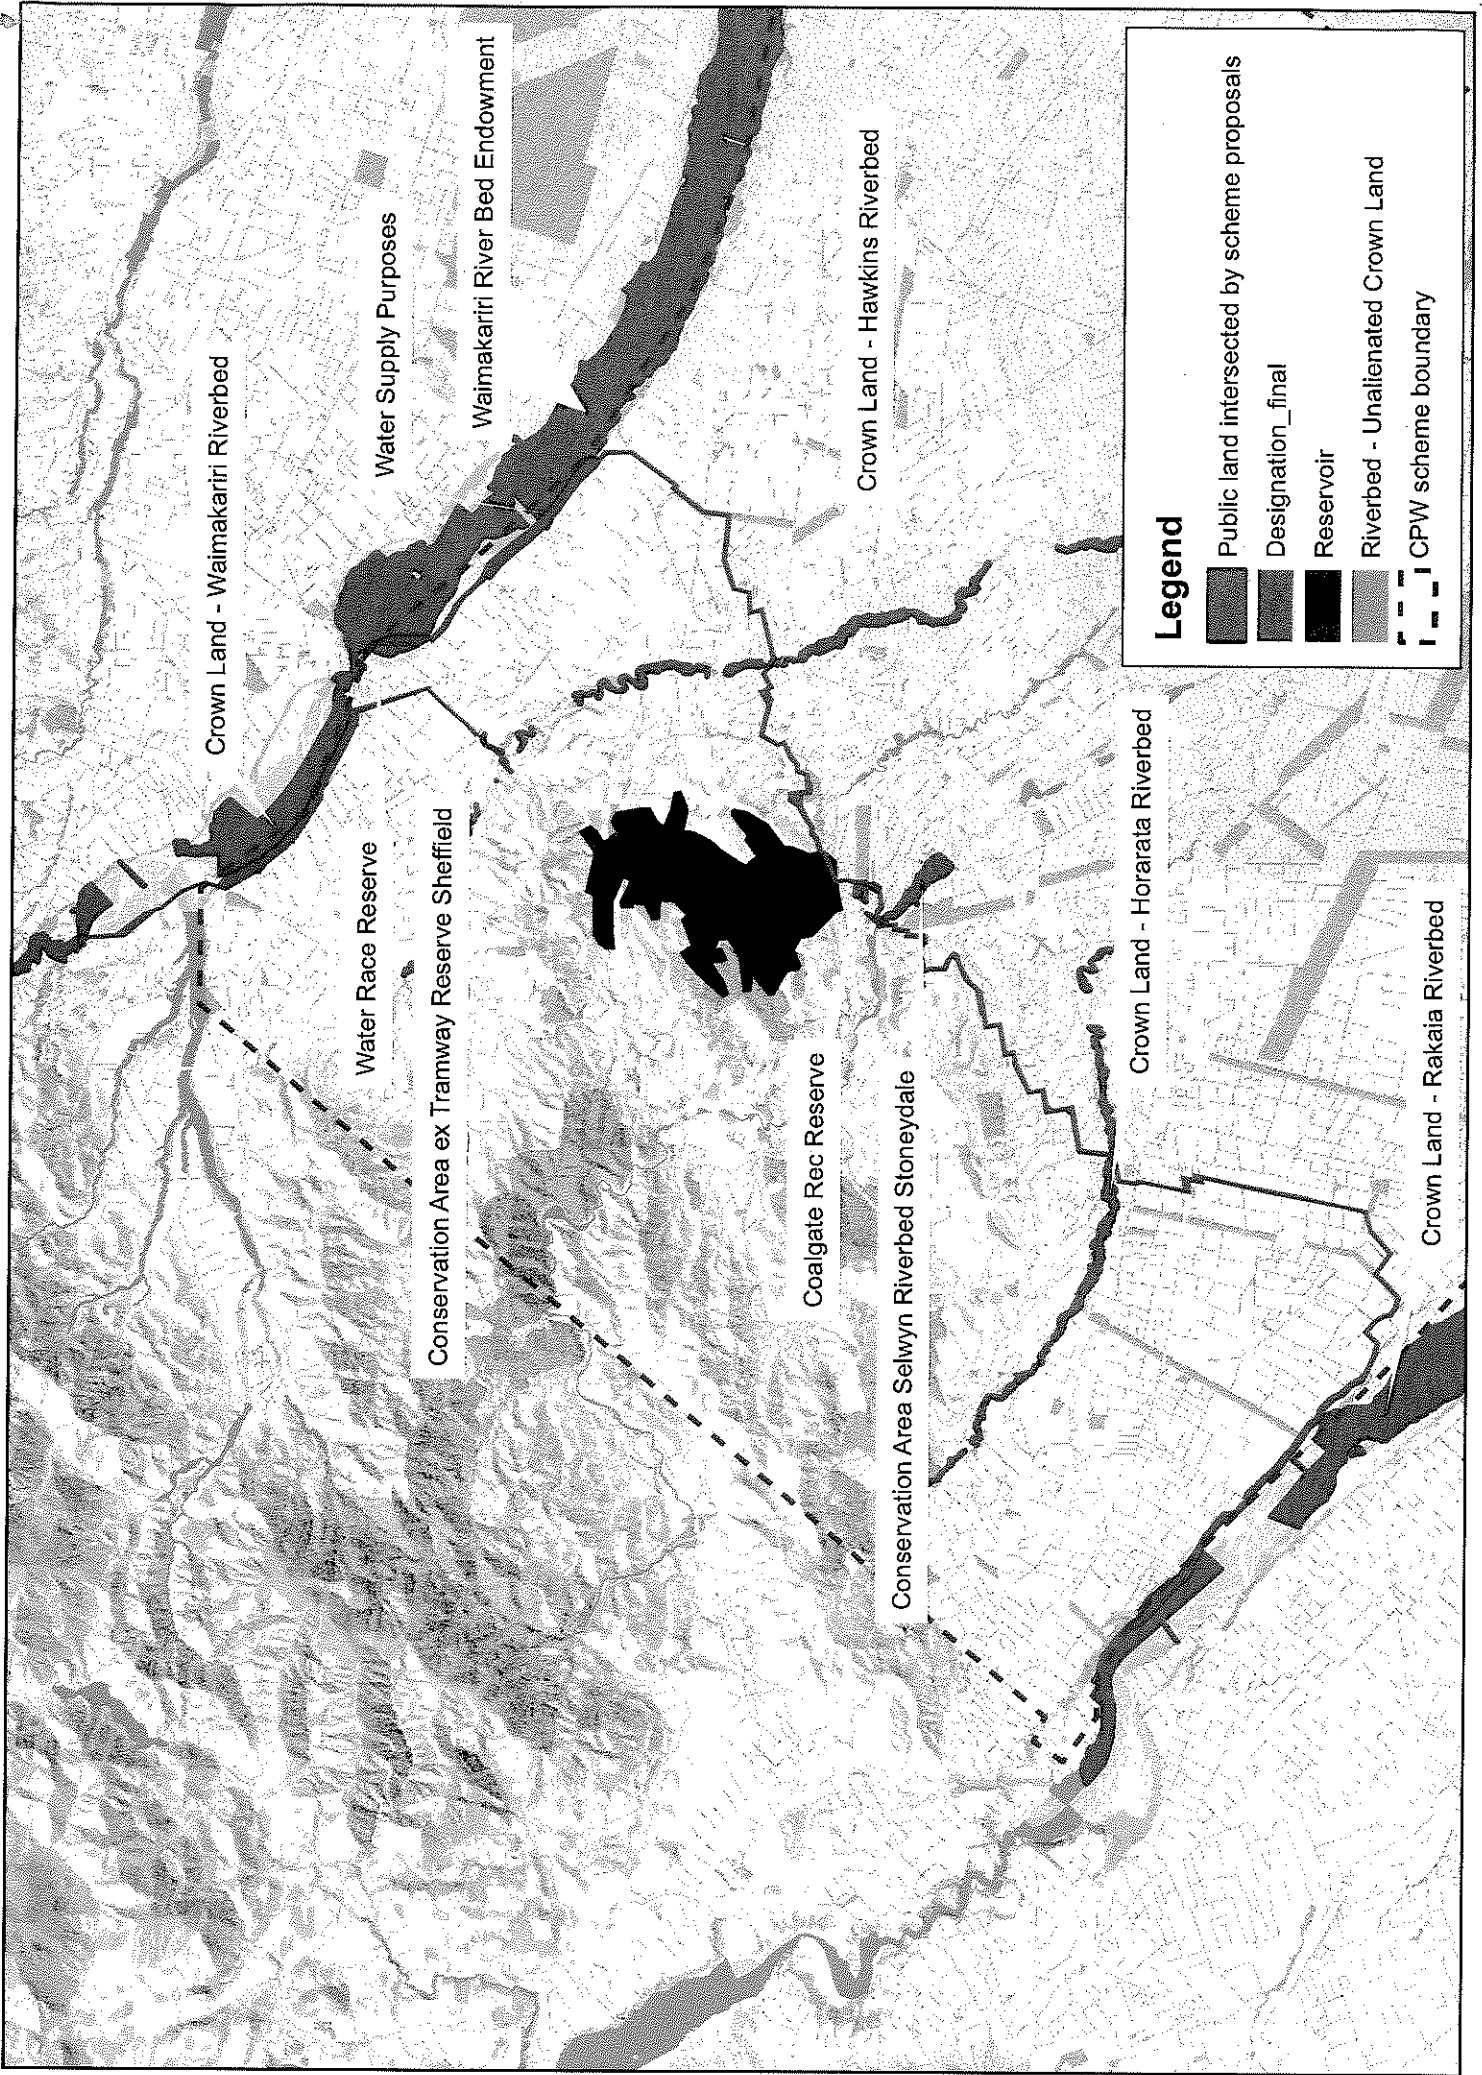 Crown Land - Waimakariri Riverbed
Water Supply Purposes
Waimakariri River Bed Endowment
Water Race Reserve
Conservation Area ex Tramway Reserve Sheffield
Crown Land - Hawkins Riverbed
Coalgate Rec Reserve
Conservation Area Selwyn Riverbed Stoneydale
Crown Land - Horarata Riverbed
Crown Land - Rakaia Riverbed
Legend
Public land intersected by scheme proposals
Designation_final
Reservoir
Riverbed - Unalienated Crown Land
CPW scheme boundary